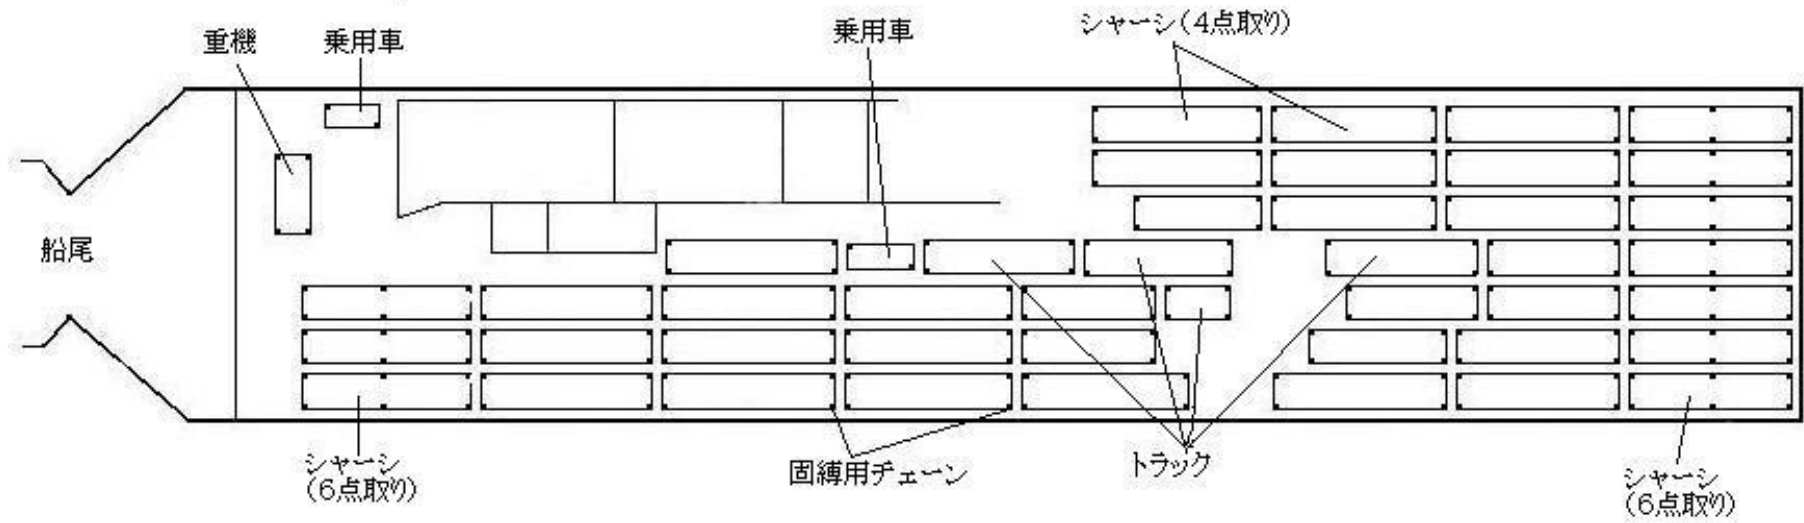 シャーシ(4点取り)
重機
乗用車
乗用車
船尾
シャーシ
(6点取り)
固縛用チェーン
トラック
シャーシ
(6点取り)